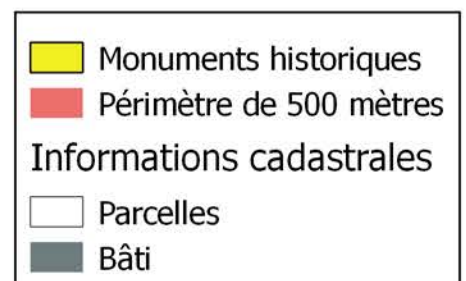 Monuments historiques
Périmètre de 500 mètres
Informations cadastrales
Parcelles
Bâti